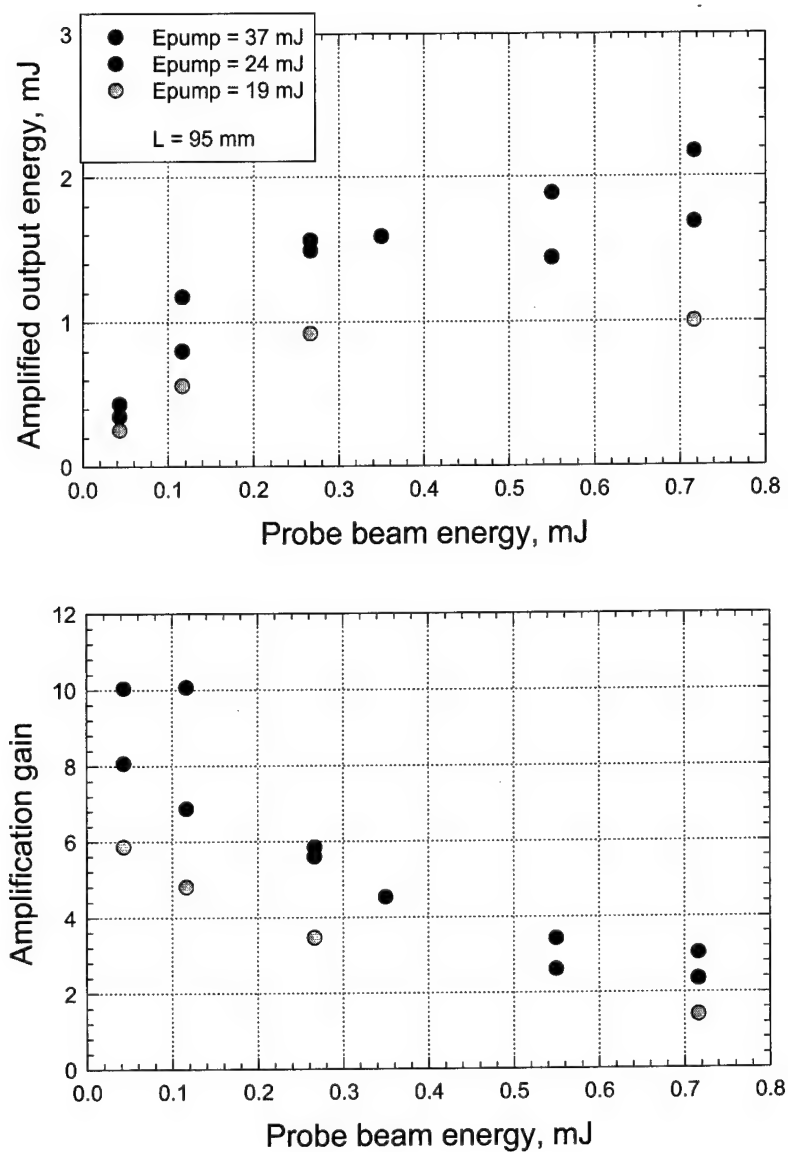 3
Epump = 37 mJ
Epump = 24 mJ
Epump = 19 mJ
L = 95 mm
2
1
0
Amplified output energy, mJ
0.0 0.1 0.2 0.3 0.4 0.5 0.6 0.7 0.8
Probe beam energy, mJ
12
10
8
6
4
2
0
Amplification gain
0.0 0.1 0.2 0.3 0.4 0.5 0.6 0.7 0.8
Probe beam energy, mJ